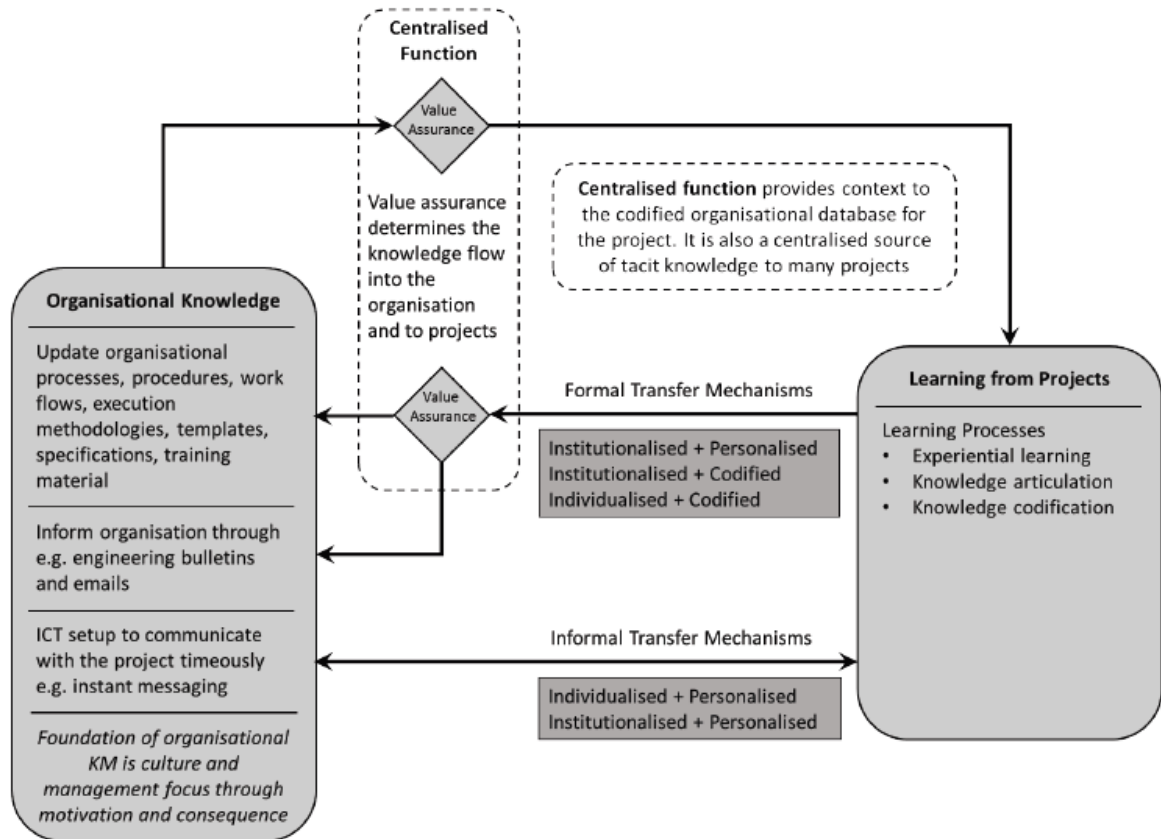 Centralised
Function
Value
Assurance
Value assurance
determines the
knowledge flow
into the
organisation
and to projects
Value
Assurance
Centralised function provides context to
the codified organisational database for
the project. It is also a centralised source
of tacit knowledge to many projects
Organisational Knowledge
Update organisational
processes, procedures, work
flows, execution
methodologies, templates,
specifications, training
material
Inform organisation through
e.g. engineering bulletins
and emails
ICT setup to communicate
with the project timeously
e.g. instant messaging
Foundation of organisational
KM is culture and
management focus through
motivation and consequence
Formal Transfer Mechanisms
Institutionalised + Personalised
Institutionalised + Codified
Individualised + Codified
Informal Transfer Mechanisms
Individualised + Personalised
Institutionalised + Personalised
Learning from Projects
Learning Processes
• Experiential learning
• Knowledge articulation
• Knowledge codification